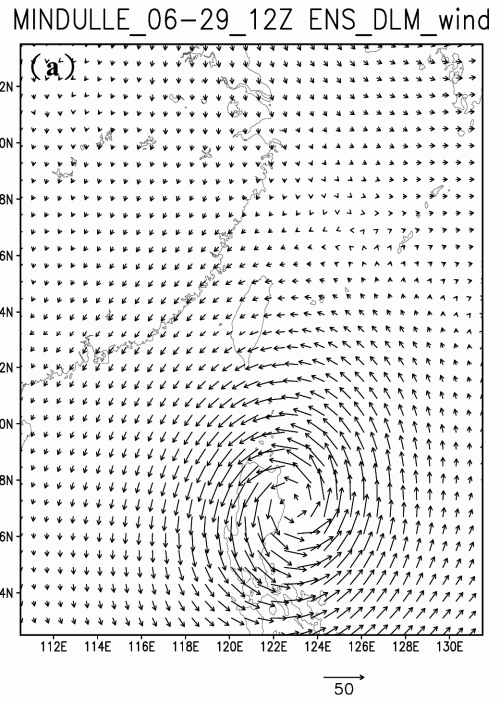 MINDULLE_06-29_12Z ENS_DLM_wind
(a)
2N
0N
8N
6N
4N
2N
0N
8N
6N
4N
112E 114E 116E 118E 120E 122E 124E 126E 128E 130E
50